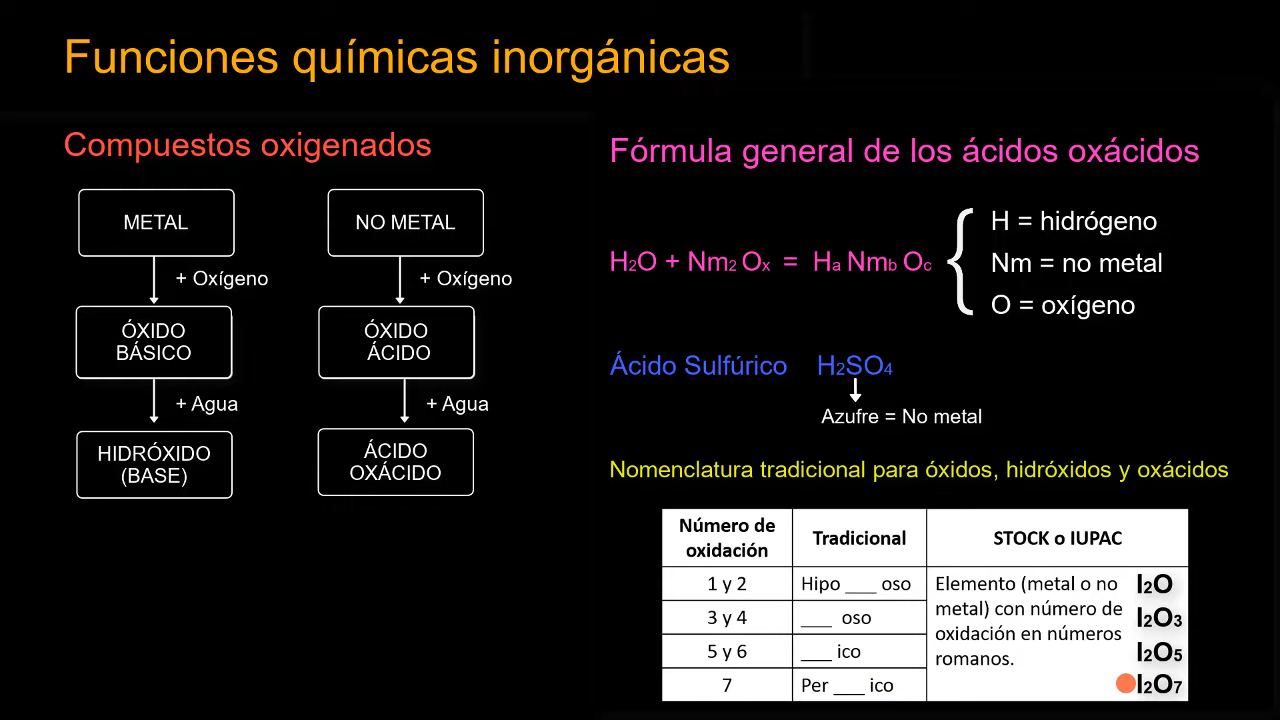 Funciones químicas inorgánicas
Compuestos oxigenados
METAL
+ Oxígeno
ÓXIDO
BÁSICO
+ Agua
HIDRÓXIDO
(BASE)
NO METAL
+ Oxígeno
ÓXIDO
ÁCIDO
+ Agua
ÁCIDO
OXÁCIDO
Fórmula general de los ácidos oxácidos
H₂O + Nm₂ Oₓ = Hₐ Nmb Oc
H = hidrógeno
Nm = no metal
O = oxígeno
Ácido Sulfúrico H₂SO₄
Azufre = No metal
Nomenclatura tradicional para óxidos, hidróxidos y oxácidos
Número de
oxidación
Tradicional
STOCK o IUPAC
1 y 2
Hipo ___ oso
3 y 4
___ oso
5 y 6
___ ico
7
Per ___ ico
Elemento (metal o no
metal) con número de
oxidación en números
romanos.
I₂O
I₂O₃
I₂O₅
I₂O₇